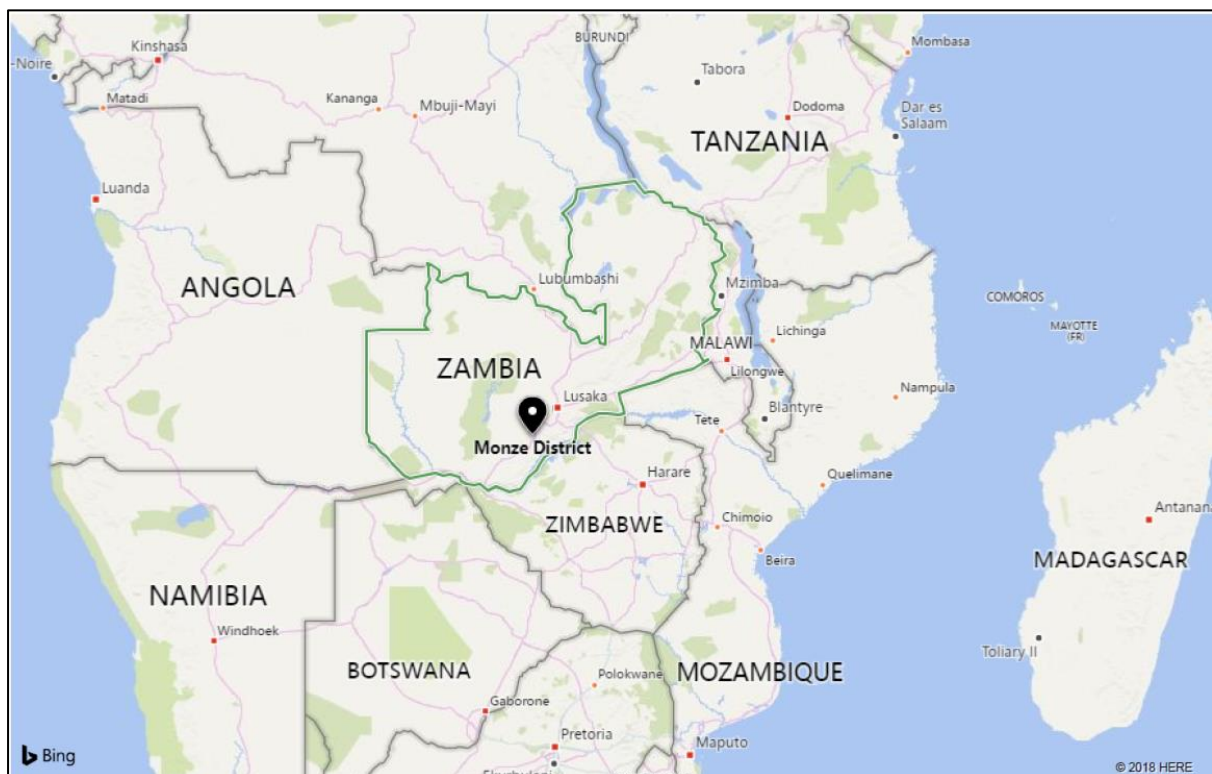 BURUNDI
Mombasa
Kinshasa
-Noire
Tabora
Matadi
Kananga
Mbuji-Mayi
Dodoma
Dar es
Salaam
TANZANIA
Luanda
ANGOLA
Lubumbashi
Mzimba
COMOROS
MAYOTTE
(FR)
Lichinga
MALAWI
ZAMBIA
Lilongwe
Lusaka
Nampula
Blantyre
Tete
Monze District
Harare
Quelimane
ZIMBABWE
Chimoio
Antanana
Beira
MADAGASCAR
NAMIBIA
Windhoek
Toliary II
BOTSWANA
Polokwane
MOZAMBIQUE
Gaborone
Pretoria
Maputo
Bing
© 2018 HERE